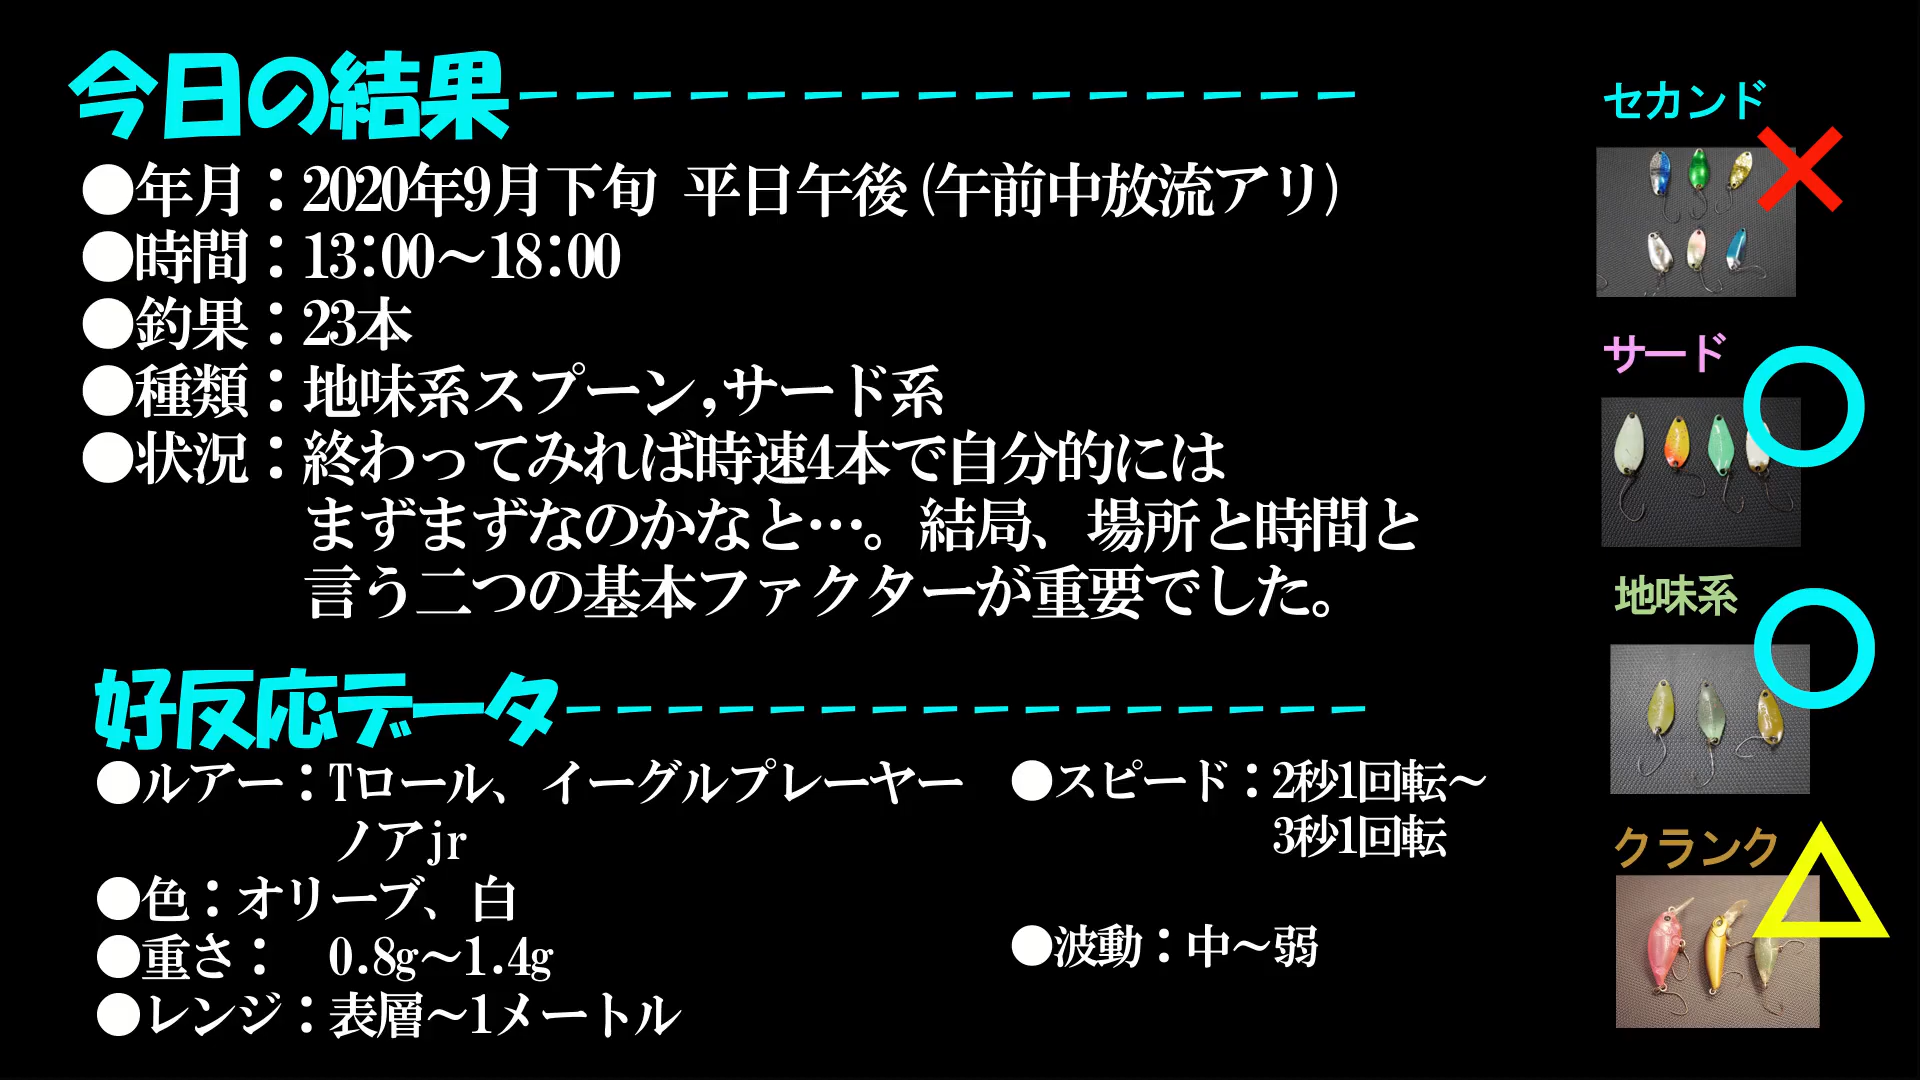 今日の結果
●年月：2020年9月下旬 平日午後(午前中放流アリ)
●時間：13:00～18:00
●釣果：23本
●種類：地味系スプーン,サード系
●状況：終わってみれば時速4本で自分的には
まずまずなのかなと…。結局、場所と時間と
言う二つの基本ファクターが重要でした。
好反応データ
●ルアー：Tロール、イーグルプレーヤー
ノアjr
●色：オリーブ、白
●重さ： 0.8g～1.4g
●レンジ：表層～1メートル
●スピード：2秒1回転～
3秒1回転
●波動：中～弱
セカンド
サード
地味系
クランク